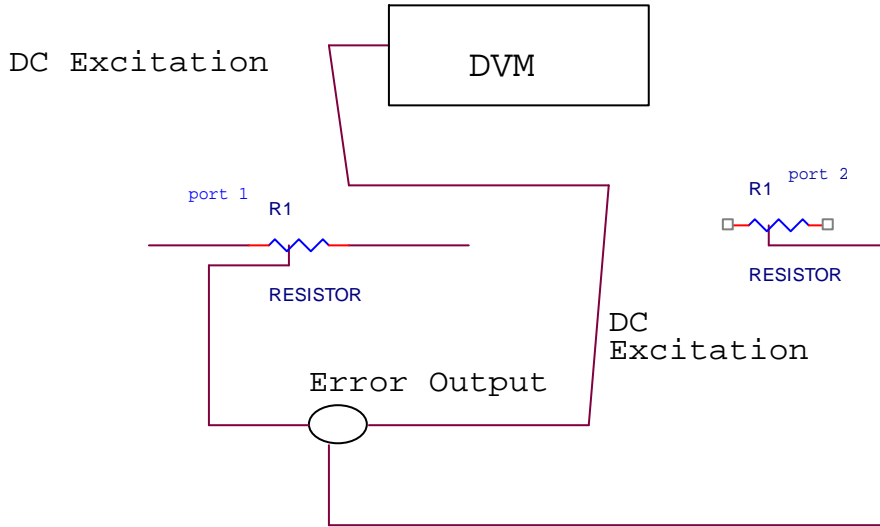 DC Excitation
DVM
port 1
R1
RESISTOR
R1
port 2
RESISTOR
DC
Excitation
Error Output